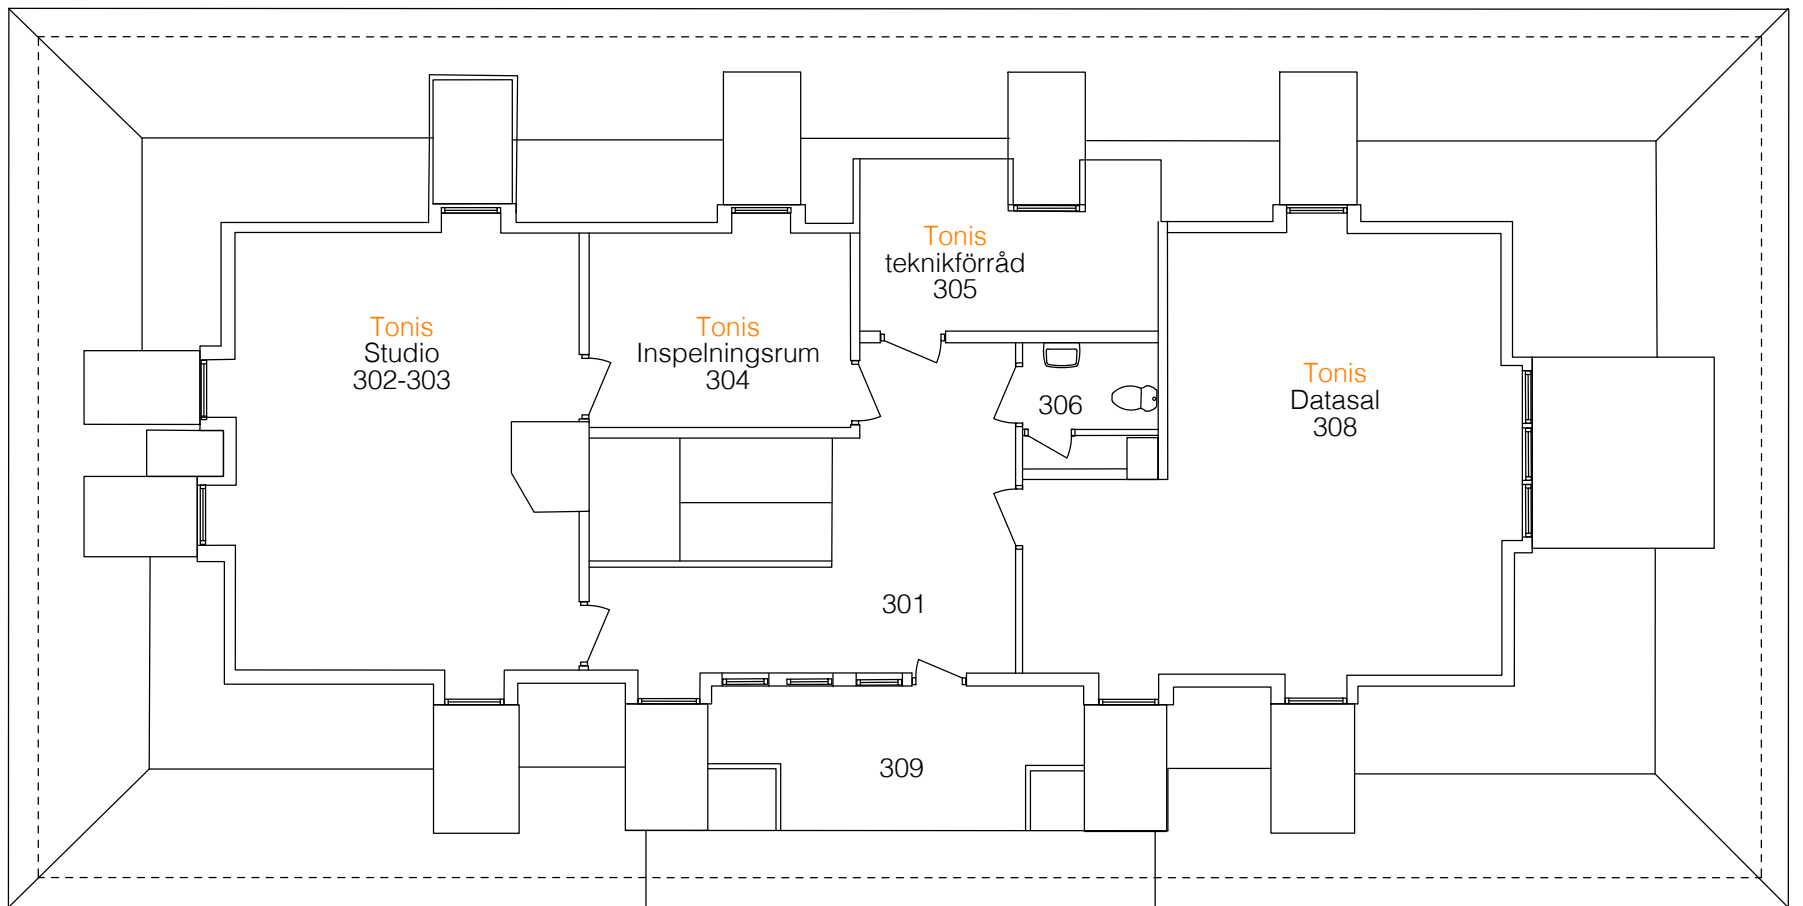 Tonis
Studio
302-303
Tonis
Inspelningsrum
304
Tonis
teknikförråd
305
306
Tonis
Datasal
308
301
309